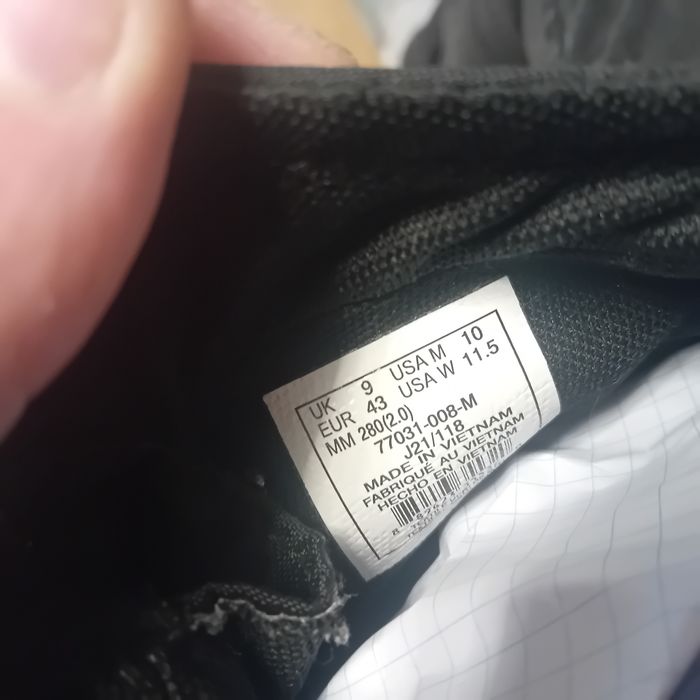 UK 9 USA M 10
EUR 43 USA W 11.5
MM 280(2.0)
77031-008-M
J21/118
MADE IN VIETNAM
FABRIQUÉ AU VIETNAM
HECHO EN VIETNAM